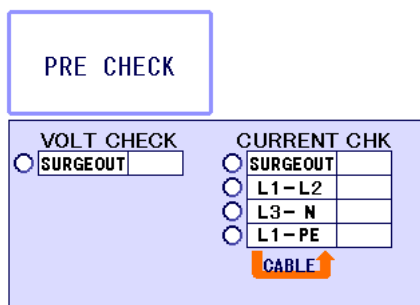 PRE CHECK
VOLT CHECK
SURGEOUT
CURRENT CHK
SURGEOUT
L1-L2
L3- N
L1-PE
CABLE